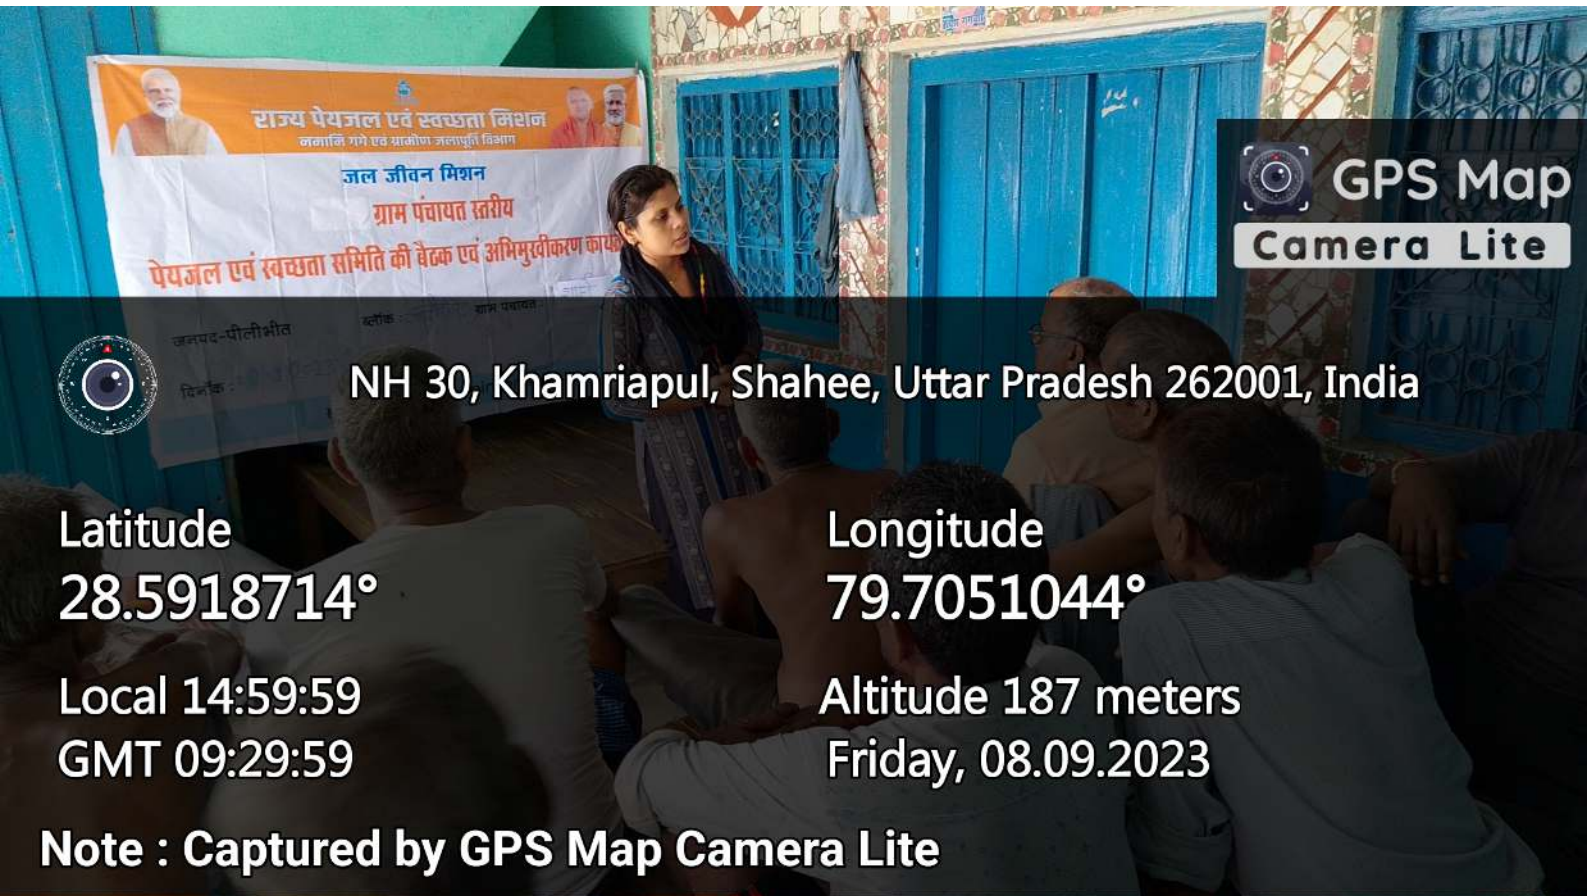 राज्य पेयजल एवं स्वच्छता मिशन
नमामि गंगे एवं ग्रामीण जलापूर्ति विभाग
जल जीवन मिशन
ग्राम पंचायत स्तरीय
पेयजल एवं स्वच्छता समिति की बैठक एवं अभिमुखीकरण
जनपद-पीलीभीत ब्लॉक ग्राम पंचायत
दिनाँक :
GPS Map
Camera Lite
NH 30, Khamriapul, Shahee, Uttar Pradesh 262001, India
Latitude
28.5918714°
Longitude
79.7051044°
Local 14:59:59
GMT 09:29:59
Altitude 187 meters
Friday, 08.09.2023
Note : Captured by GPS Map Camera Lite